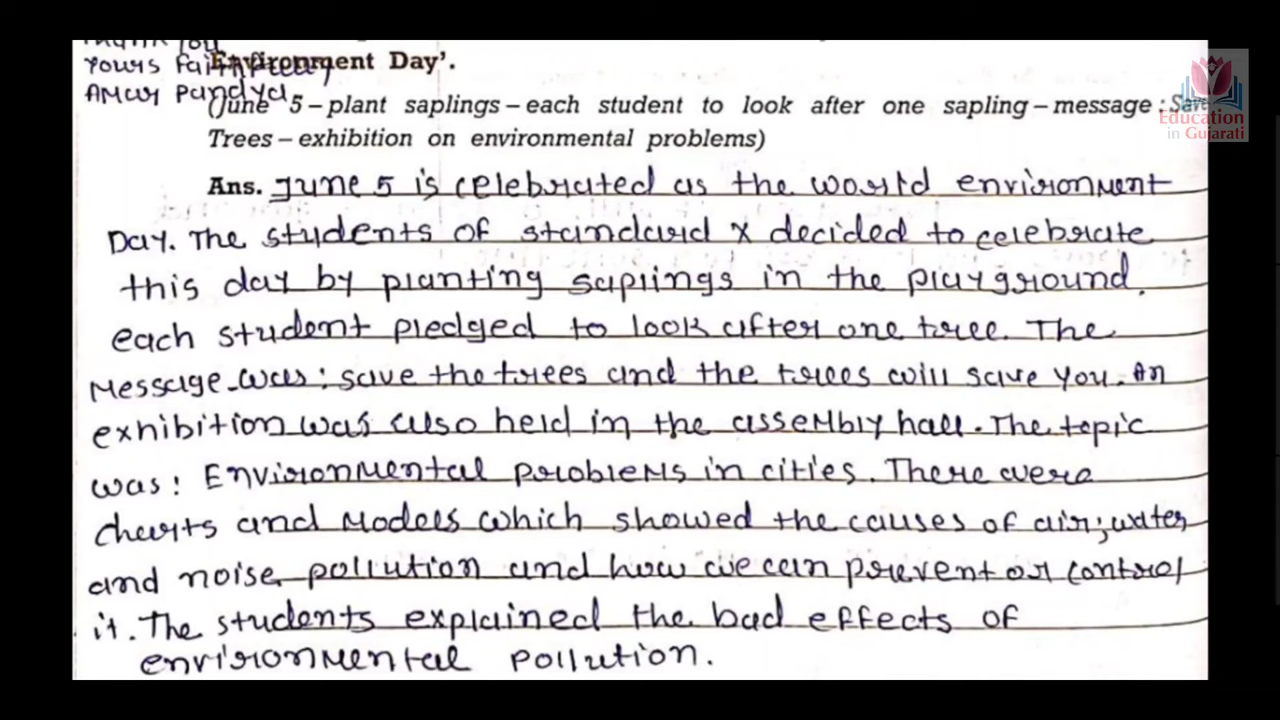 Thank You
Yours Faithfully
Environment Day'.
Amar Pandya
(June 5 – plant saplings – each student to look after one sapling – message : Save
Trees – exhibition on environmental problems)
Education
in Gujarati
Ans. June 5 is celebrated as the world environment
Day. The students of standard X decided to celebrate
this day by planting saplings in the playground.
each student pledged to look after one tree. The
Message was: save the trees and the trees will save you. An
exhibition was also held in the assembly hall. The topic
was: Environmental problems in cities. There were
charts and Models which showed the causes of air, water
and noise pollution and how we can prevent or control
it. The students explained the bad effects of
environmental pollution.